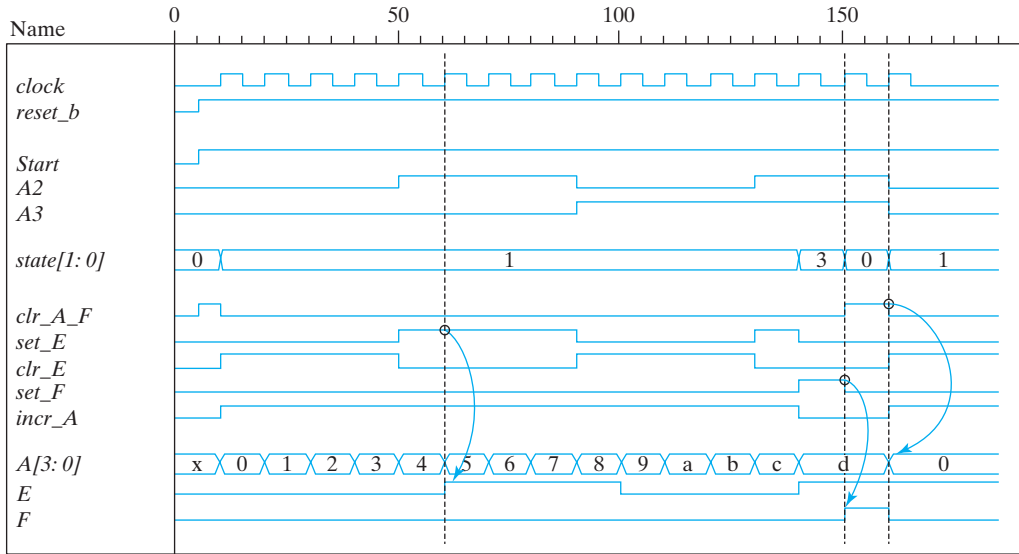 Name
0 50 100 150
clock
reset_b
Start
A2
A3
state[1: 0] 0 1 3 0 1
clr_A_F
set_E
clr_E
set_F
incr_A
A[3: 0] x 0 1 2 3 4 5 6 7 8 9 a b c d 0
E
F